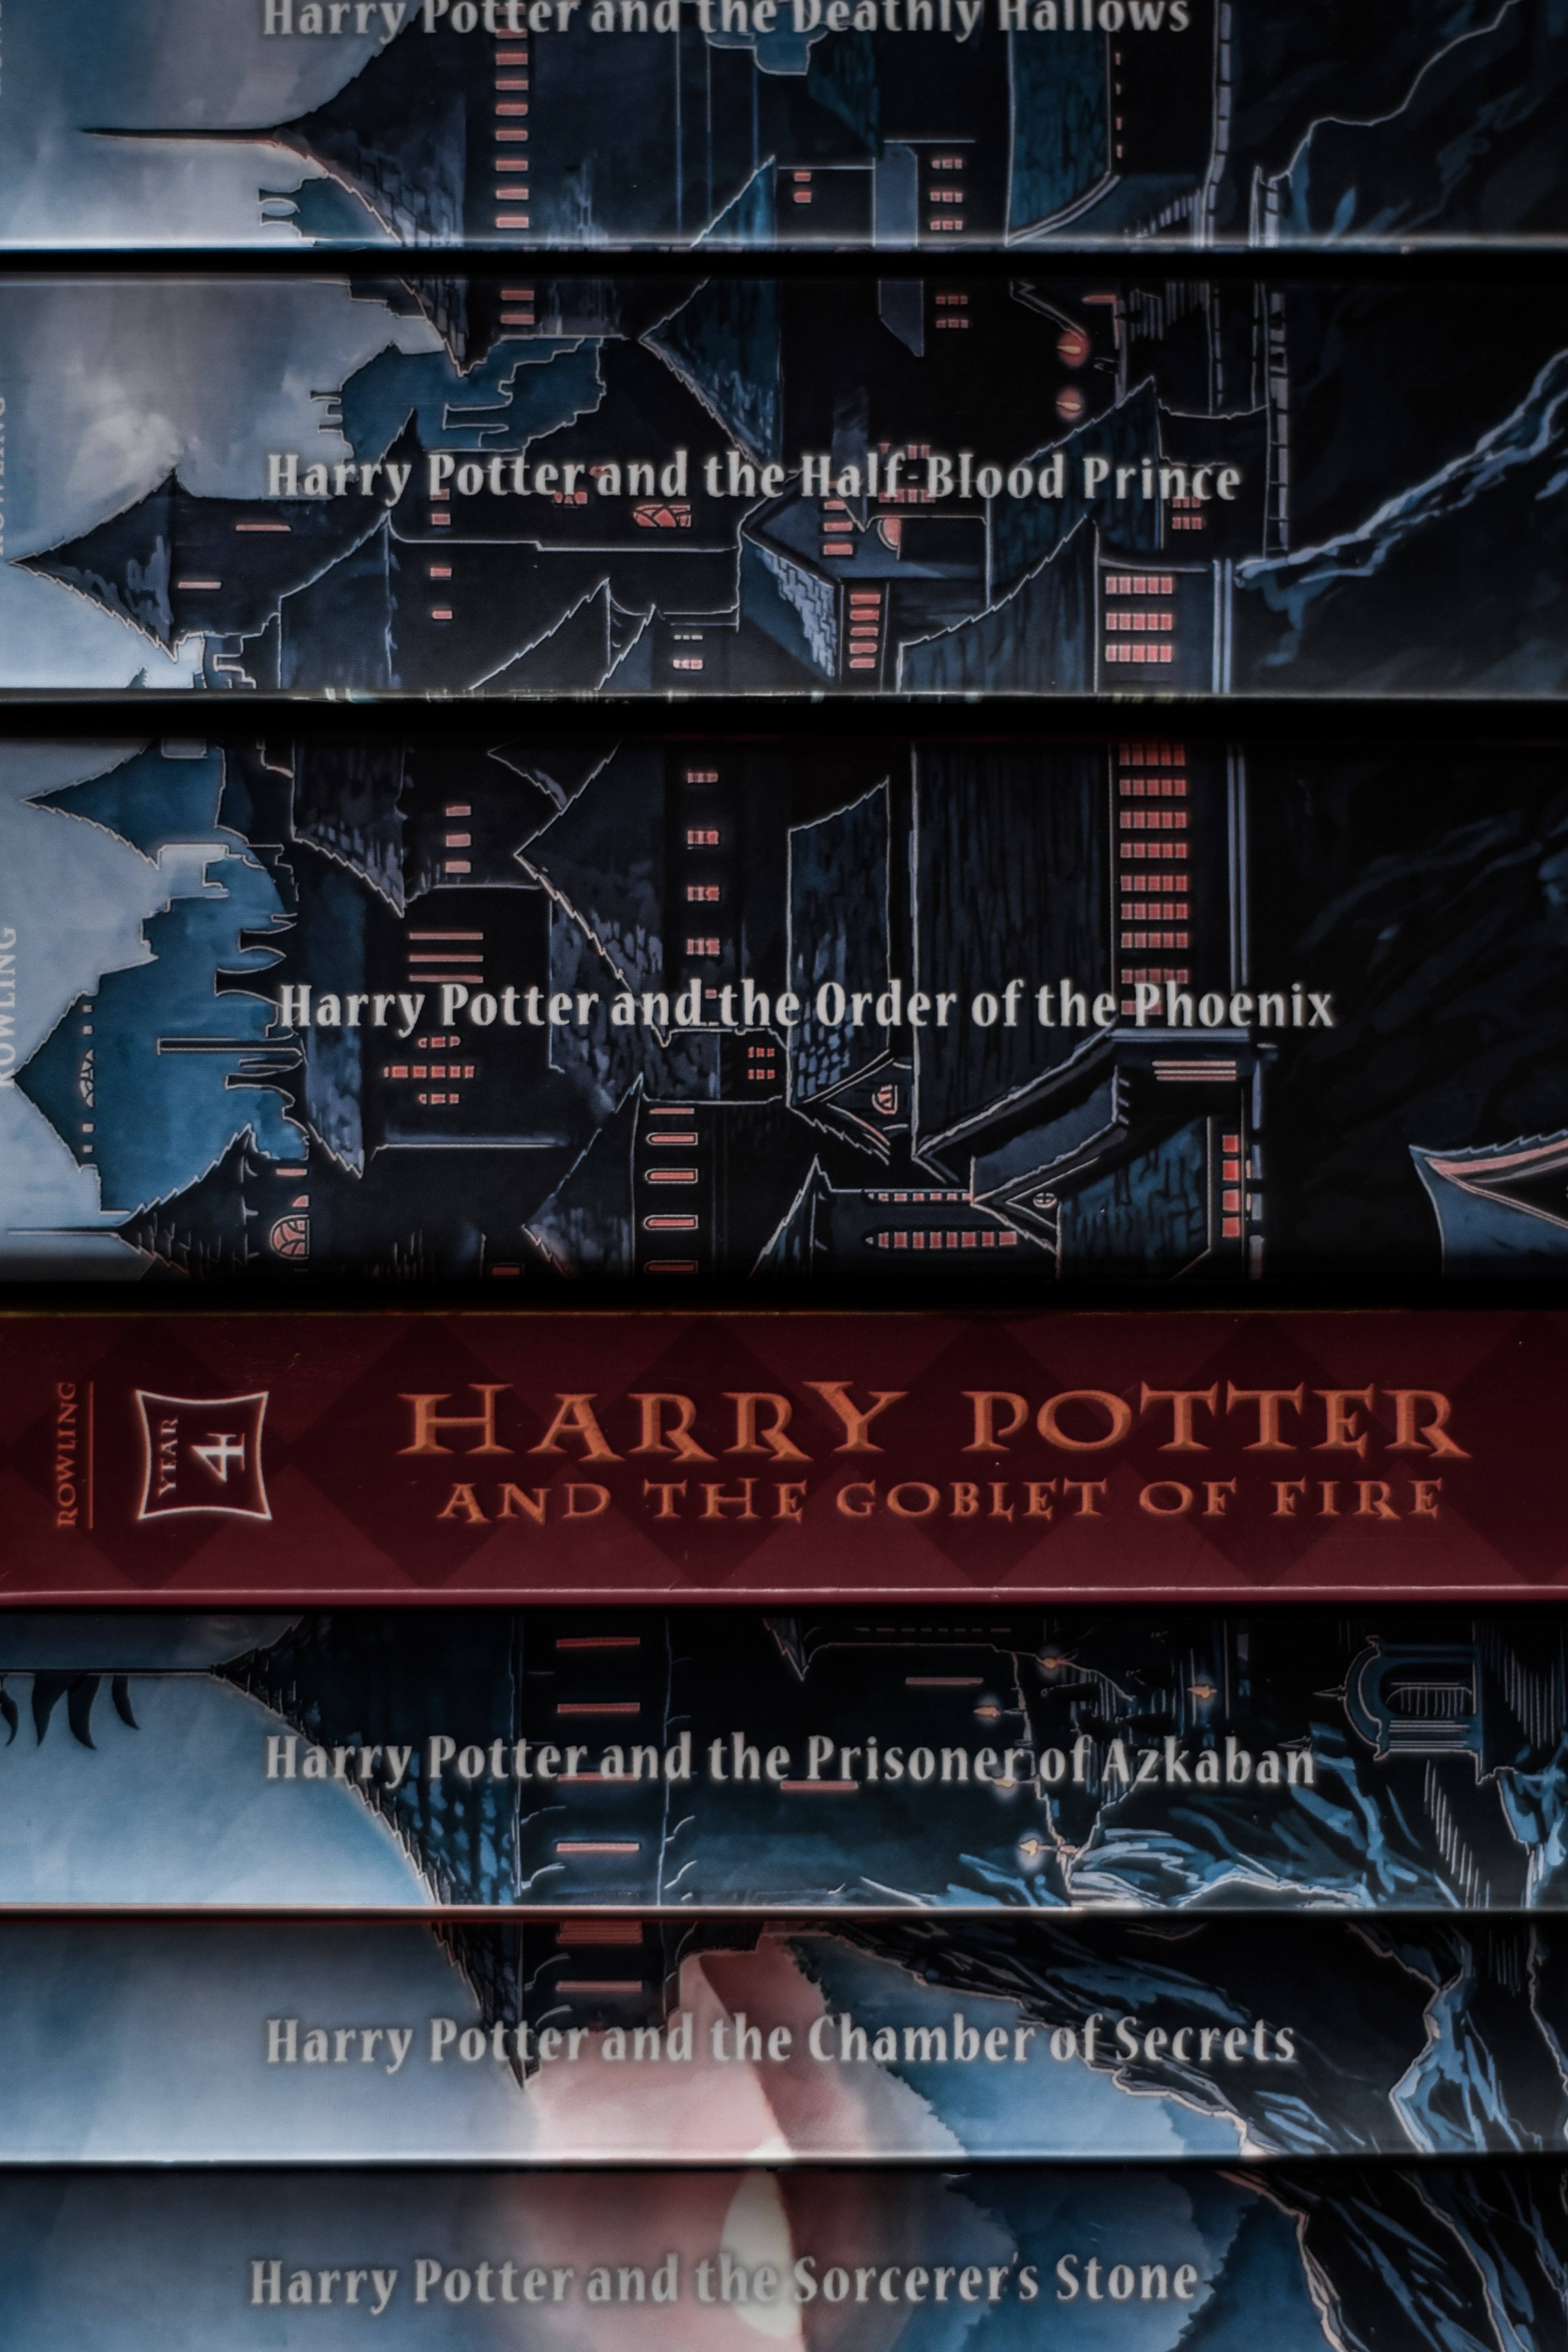 Harry Potter and the Deathly Hallows
Harry Potter and the Half-Blood Prince
ROWLING
Harry Potter and the Order of the Phoenix
ROWLING
YEAR
4
HARRY POTTER
AND THE GOBLET OF FIRE
Harry Potter and the Prisoner of Azkaban
Harry Potter and the Chamber of Secrets
Harry Potter and the Sorcerer's Stone